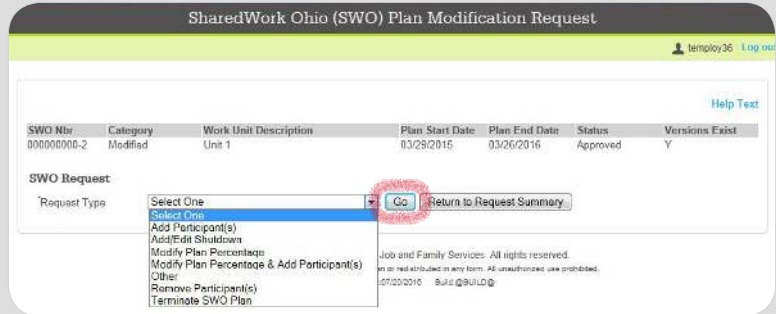 SharedWork Ohio (SWO) Plan Modification Request
temploy36 Log out
Help Text
SWO Nbr Category Work Unit Description Plan Start Date Plan End Date Status Versions Exist
000000000-2 Modified Unit 1 03/29/2015 03/26/2016 Approved Y
SWO Request
*Request Type Select One Go Return to Request Summary
Select One
Add Participant(s)
Add/Edit Shutdown
Modify Plan Percentage
Modify Plan Percentage & Add Participant(s)
Other
Remove Participant(s)
Terminate SWO Plan
Job and Family Services. All rights reserved.
or redistributed in any form. All unauthorized use prohibited.
:07/20/2015 Build:@BUILD@